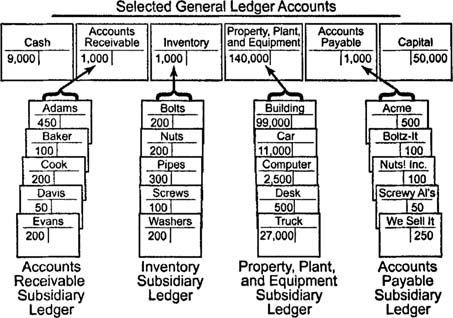 Selected General Ledger Accounts
Cash
9,000
Accounts
Receivable
1,000
Inventory
1,000
Property, Plant,
and Equipment
140,000
Accounts
Payable
1,000
Capital
50,000
Adams
450
Baker
100
Cook
200
Davis
50
Evans
200
Accounts
Receivable
Subsidiary
Ledger
Bolts
200
Nuts
200
Pipes
300
Screws
100
Washers
200
Inventory
Subsidiary
Ledger
Building
99,000
Car
11,000
Computer
2,500
Desk
500
Truck
27,000
Property, Plant,
and Equipment
Subsidiary
Ledger
Acme
500
Boltz-It
100
Nuts! Inc.
100
Screwy Al's
50
We Sell It
250
Accounts
Payable
Subsidiary
Ledger